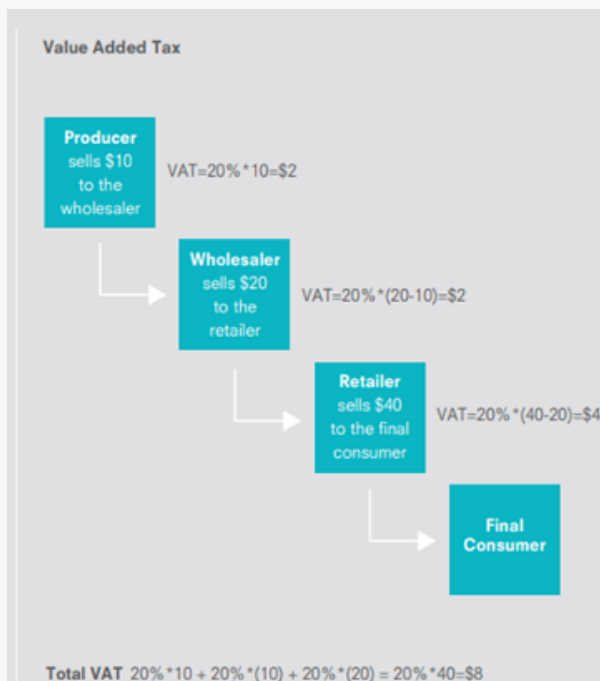 Value Added Tax
Producer
sells $10
to the
wholesaler
VAT=20%*10=$2
Wholesaler
sells $20
to the
retailer
VAT=20%*(20-10)=$2
Retailer
sells $40
to the final
consumer
VAT=20%*(40-20)=$4
Final
Consumer
Total VAT 20%*10 + 20%*(10) + 20%*(20) = 20%*40=$8